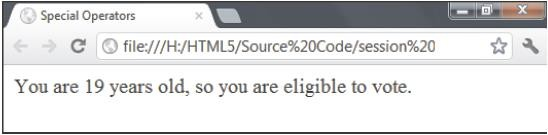 Special Operators
file:///H:/HTML5/Source%20Code/session%20
You are 19 years old, so you are eligible to vote.